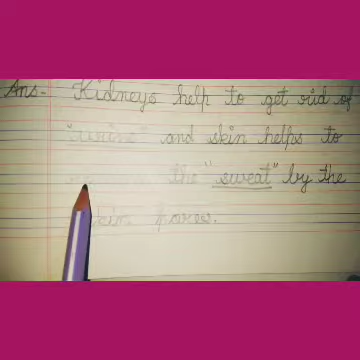 Ans- Kidneys help to get rid of
"urine" and skin helps to
the "sweat" by the
skin pores.